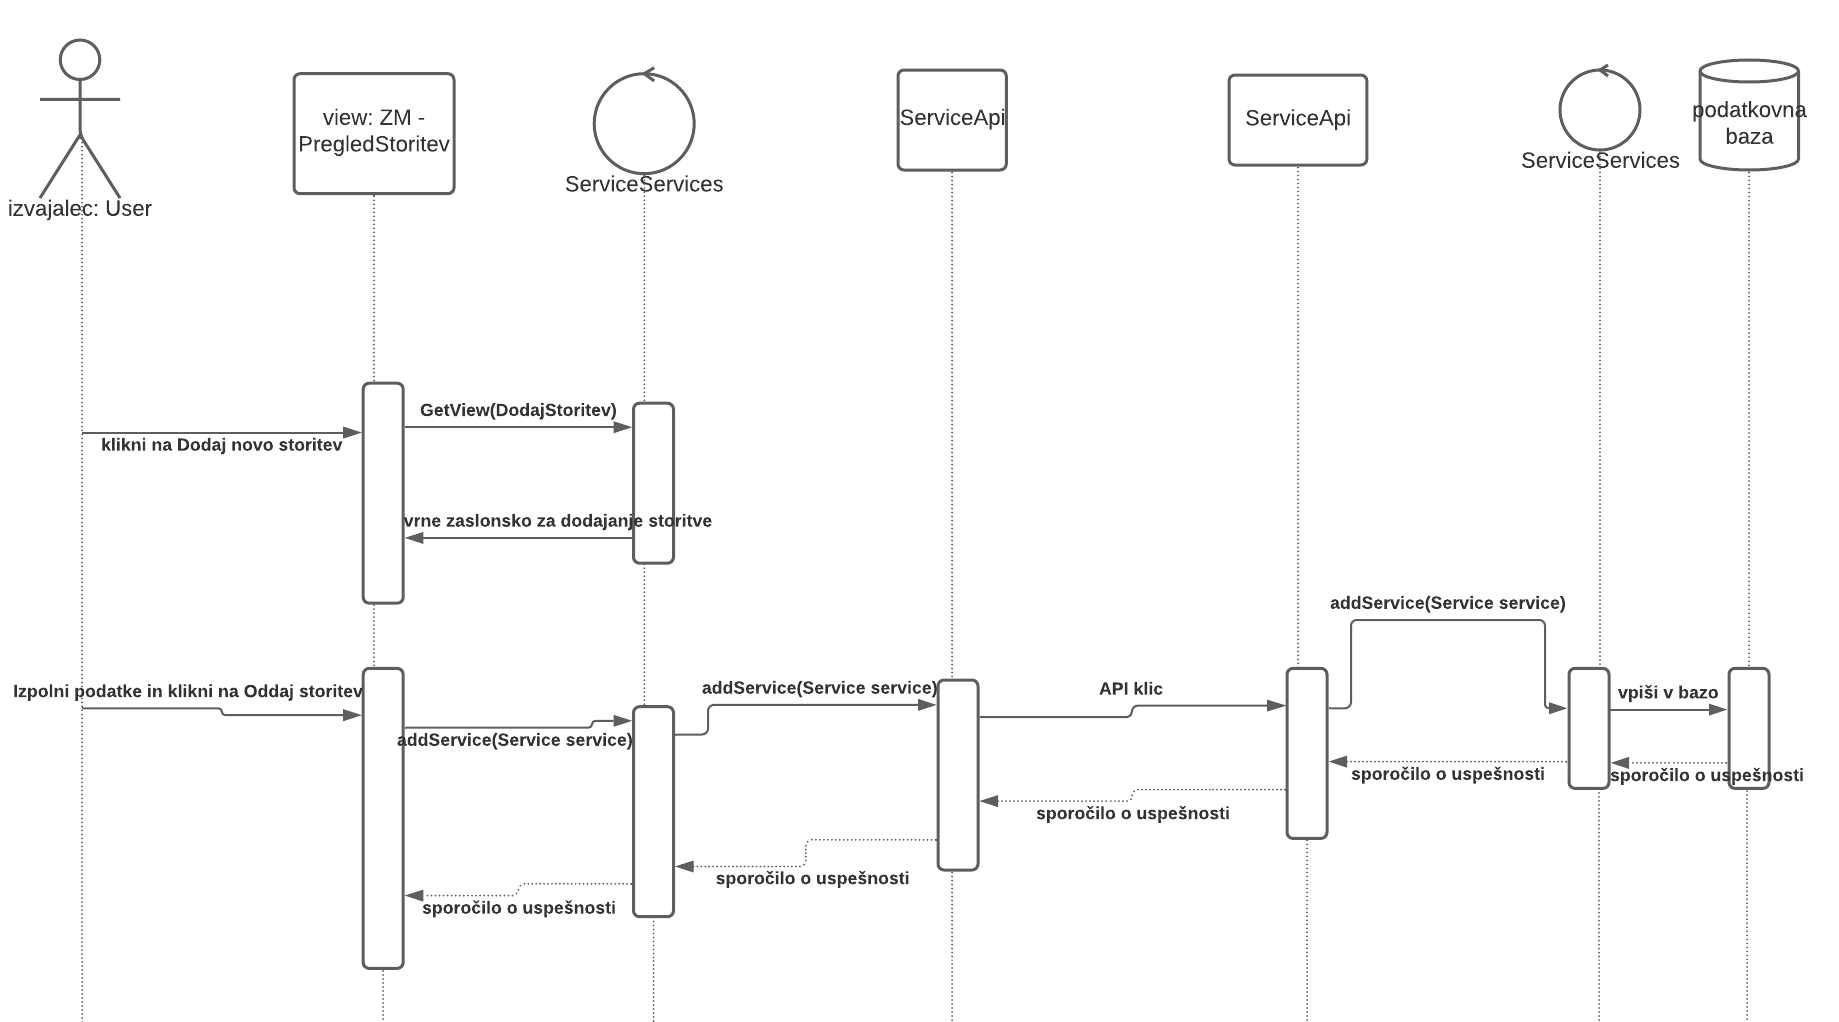 view: ZM -
PregledStoritev
ServiceApi
ServiceApi
podatkovna
baza
ServiceServices
ServiceServices
izvajalec: User
GetView(DodajStoritev)
klikni na Dodaj novo storitev
vrne zaslonsko za dodajanje storitve
addService(Service service)
Izpolni podatke in klikni na Oddaj storitev
addService(Service service)
API klic
vpiši v bazo
addService(Service service)
sporočilo o uspešnosti
sporočilo o uspešnosti
sporočilo o uspešnosti
sporočilo o uspešnosti
sporočilo o uspešnosti